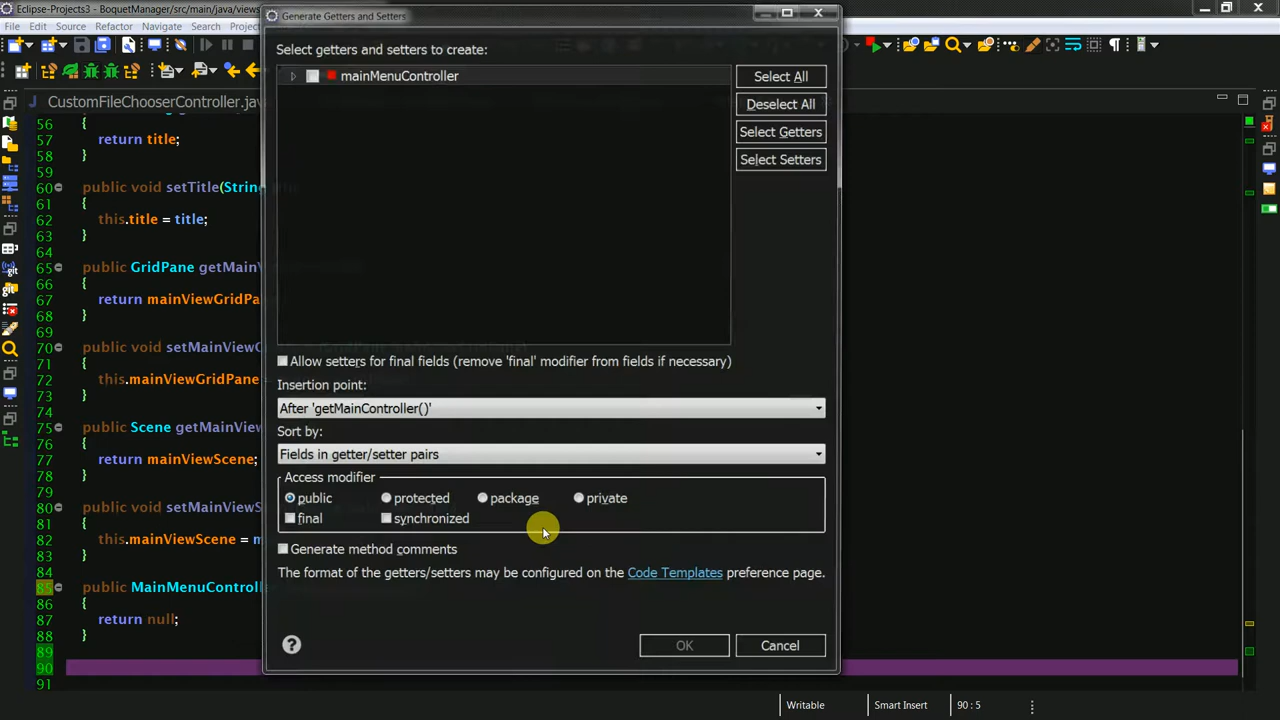 Eclipse-Projects3 - BoquetManager/src/main/java/views
File Edit Source Refactor Navigate Search
Generate Getters and Setters
Select getters and setters to create:
mainMenuController
Select All
Deselect All
Select Getters
Select Setters
Allow setters for final fields (remove 'final' modifier from fields if necessary)
Insertion point:
After 'getMainController()'
Sort by:
Fields in getter/setter pairs
Access modifier
public protected package private
final synchronized
Generate method comments
The format of the getters/setters may be configured on the Code Templates preference page.
OK Cancel
CustomFileChooserController.jav
56 {
57 return title;
58 }
59
60 public void setTitle(String
61 {
62 this.title = title;
63 }
64
65 public GridPane getMainV
66 {
67 return mainViewGridPa
68 }
69
70 public void setMainView
71 {
72 this.mainViewGridPane
73 }
74
75 public Scene getMainView
76 {
77 return mainViewScene;
78 }
79
80 public void setMainViewS
81 {
82 this.mainViewScene = m
83 }
84
85 public MainMenuController
86 {
87 return null;
88 }
89
90
91
Writable Smart Insert 90 : 5